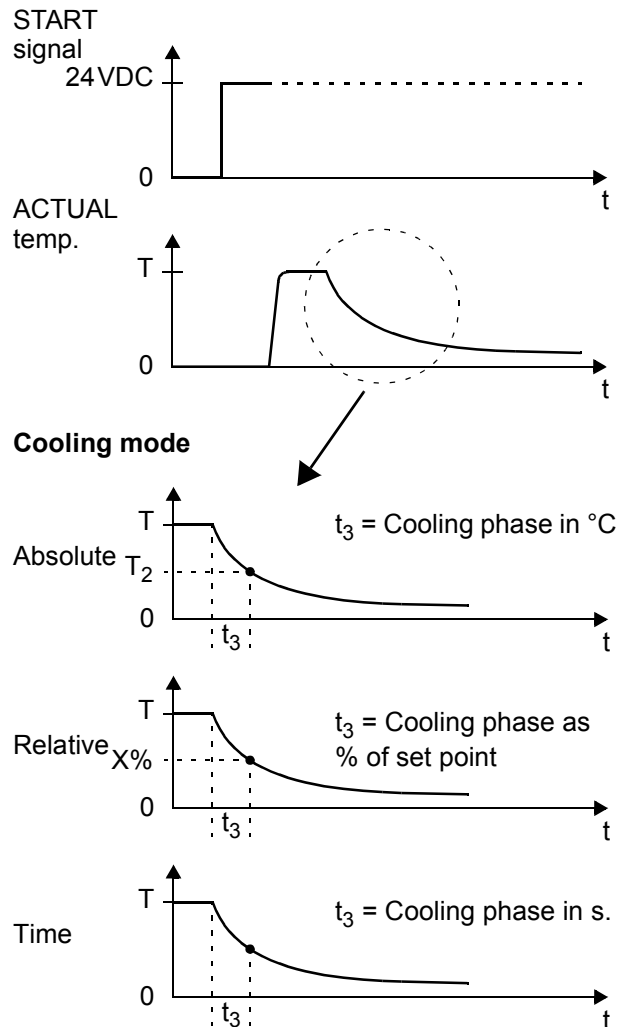 START
signal
24VDC
0
t
ACTUAL
temp.
T
0
t
Cooling mode
T
t₃ = Cooling phase in °C
Absolute
T₂
0
t₃
t
T
t₃ = Cooling phase as
% of set point
Relative
X%
0
t₃
t
T
t₃ = Cooling phase in s.
Time
0
t₃
t